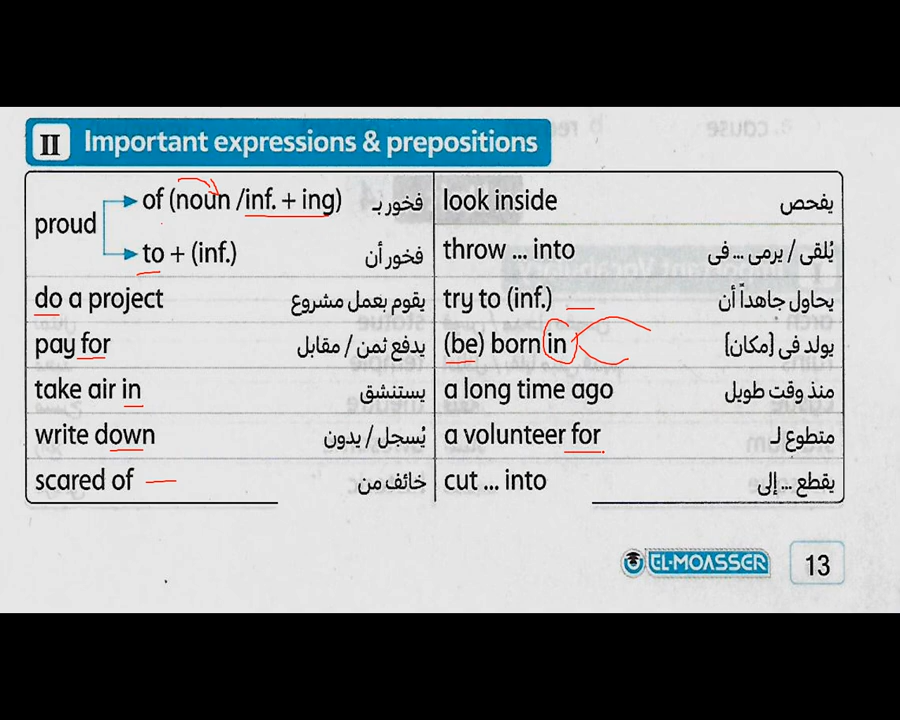 II Important expressions & prepositions
proud
of (noun /inf. + ing) فخور بـ
to + (inf.) فخور أن
do a project يقوم بعمل مشروع
pay for يدفع ثمن / مقابل
take air in يستنشق
write down يُسجل / يدون
scared of خائف من
look inside يفحص
throw ... into يُلقى / يرمى ... فى
try to (inf.) يحاول جاهداً أن
(be) born in يولد فى [مكان]
a long time ago منذ وقت طويل
a volunteer for متطوع لـ
cut ... into يقطع ... إلى
EL-MOASSER 13